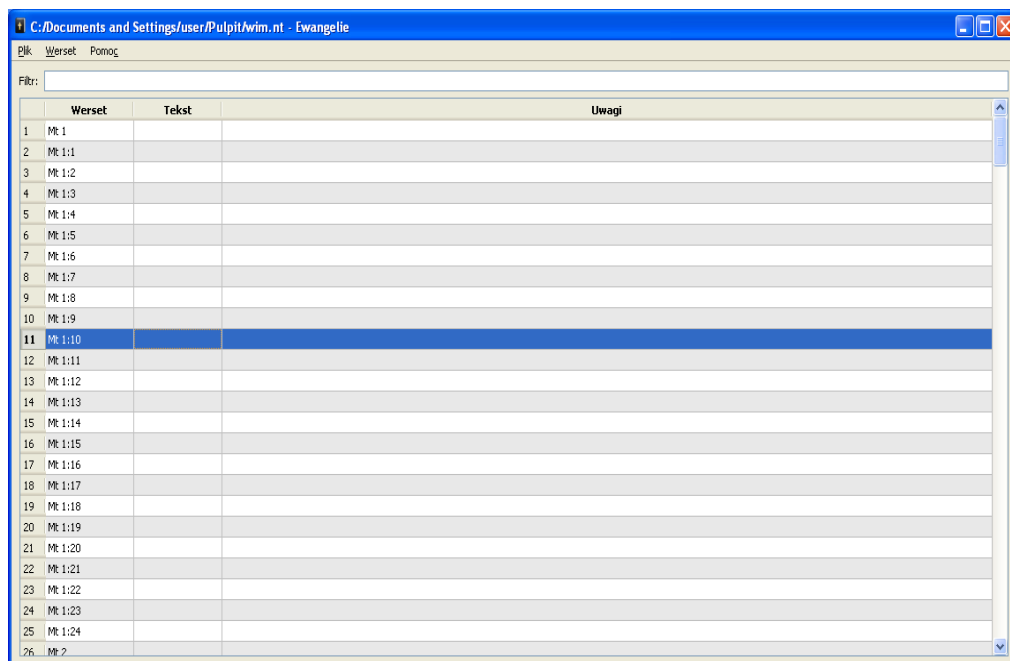 C:/Documents and Settings/user/Pulpit/wim.nt - Ewangelie
Plik Werset Pomoc
Filtr:
Werset Tekst Uwagi
1 Mt 1
2 Mt 1:1
3 Mt 1:2
4 Mt 1:3
5 Mt 1:4
6 Mt 1:5
7 Mt 1:6
8 Mt 1:7
9 Mt 1:8
10 Mt 1:9
11 Mt 1:10
12 Mt 1:11
13 Mt 1:12
14 Mt 1:13
15 Mt 1:14
16 Mt 1:15
17 Mt 1:16
18 Mt 1:17
19 Mt 1:18
20 Mt 1:19
21 Mt 1:20
22 Mt 1:21
23 Mt 1:22
24 Mt 1:23
25 Mt 1:24
26 Mt 2